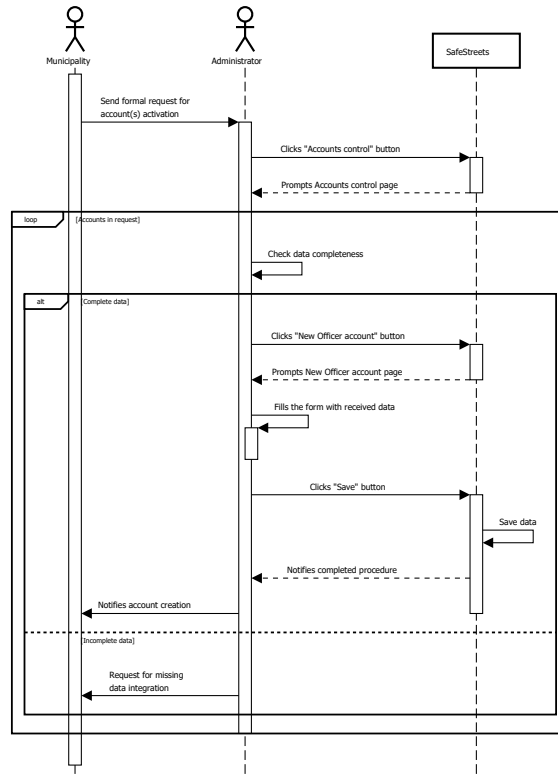 Municipality
Administrator
SafeStreets
Send formal request for
account(s) activation
Clicks "Accounts control" button
Prompts Accounts control page
loop
[Accounts in request]
Check data completeness
alt
[Complete data]
Clicks "New Officer account" button
Prompts New Officer account page
Fills the form with received data
Clicks "Save" button
Save data
Notifies completed procedure
Notifies account creation
[Incomplete data]
Request for missing
data integration